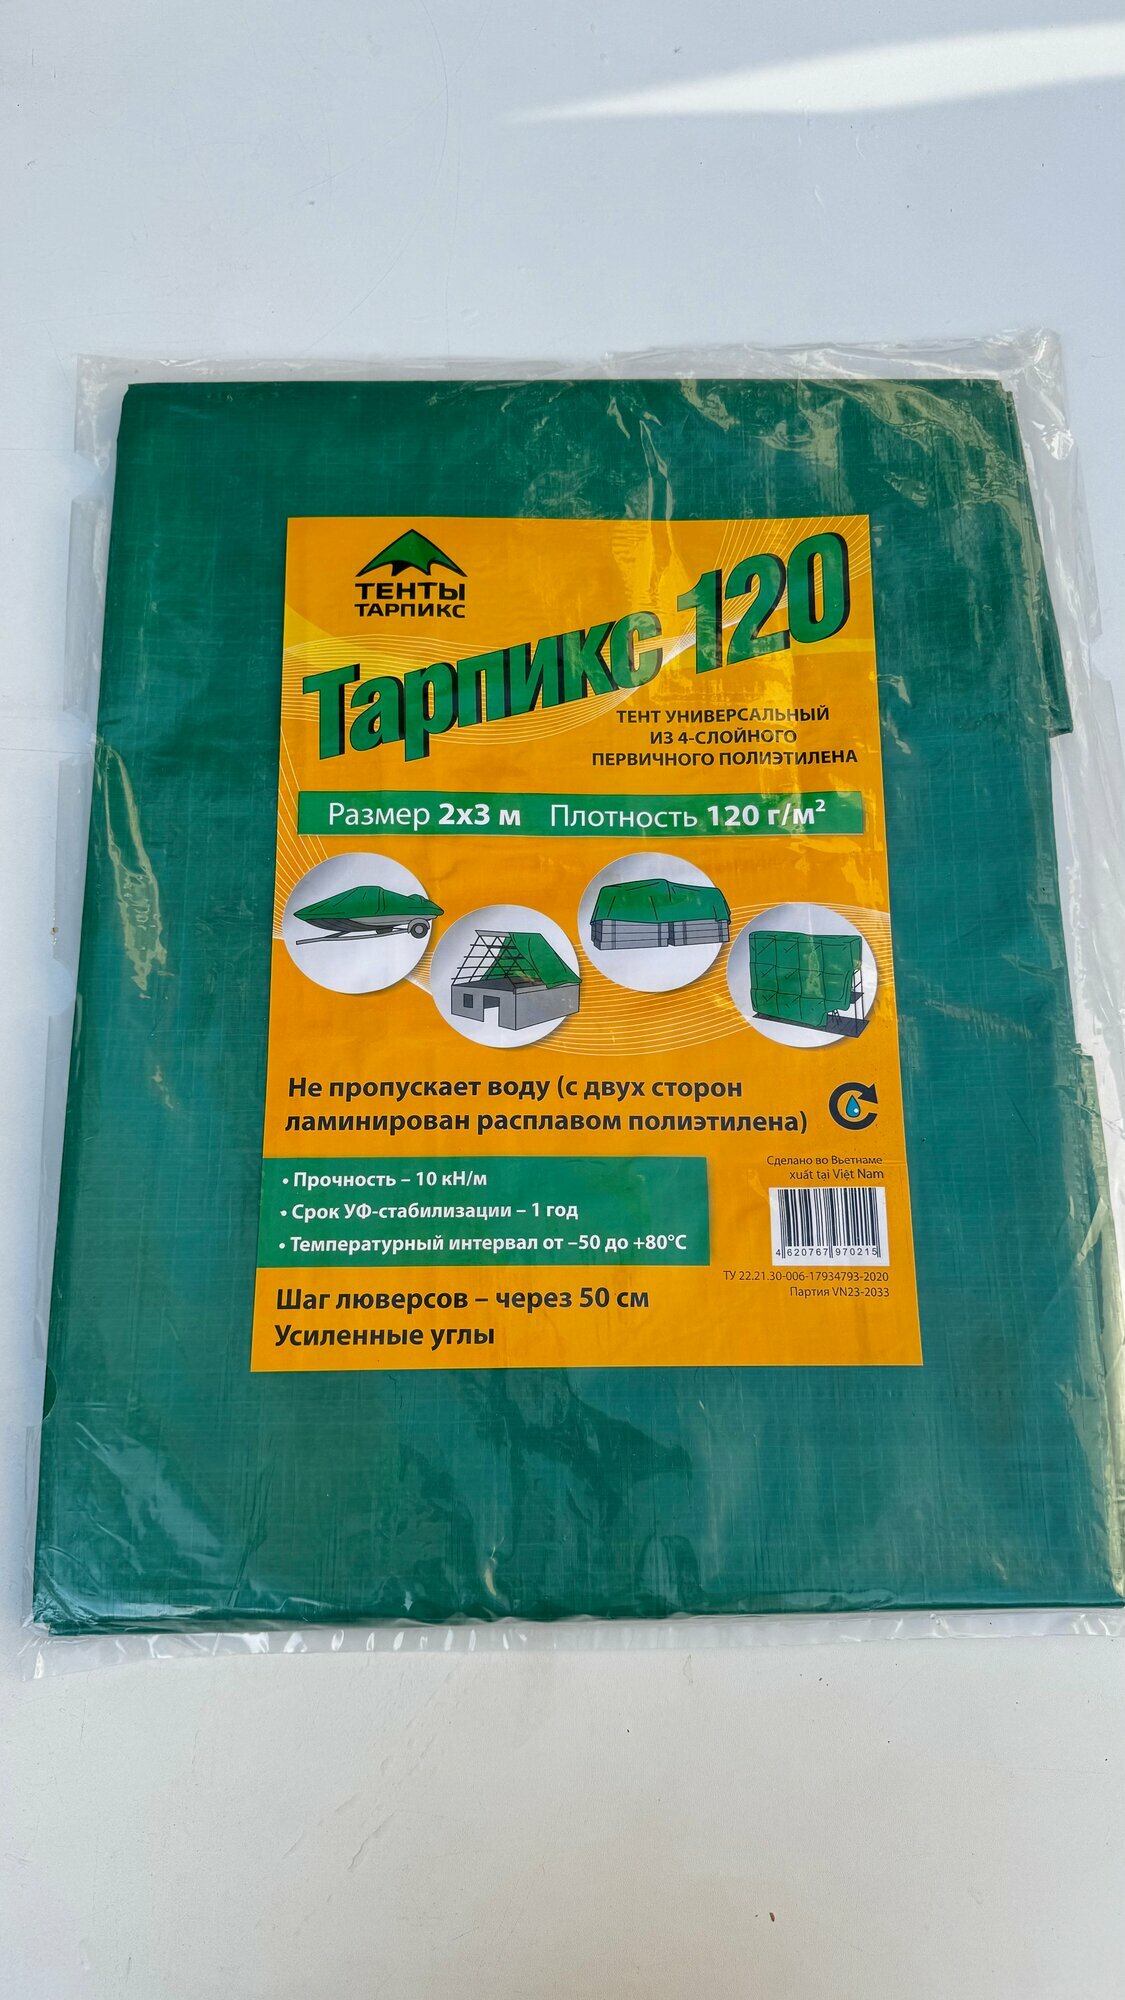 ТЕНТЫ
ТАРПИКС
Тарпикс 120
ТЕНТ УНИВЕРСАЛЬНЫЙ
ИЗ 4-СЛОЙНОГО
ПЕРВИЧНОГО ПОЛИЭТИЛЕНА
Размер 2х3 м Плотность 120 г/м²
Не пропускает воду (с двух сторон
ламинирован расплавом полиэтилена)
• Прочность – 10 кН/м
• Срок УФ-стабилизации – 1 год
• Температурный интервал от –50 до +80°С
Сделано во Вьетнаме
xuất tại Việt Nam
4 620767 970215
ТУ 22.21.30-006-17934793-2020
Партия VN23-2033
Шаг люверсов – через 50 см
Усиленные углы